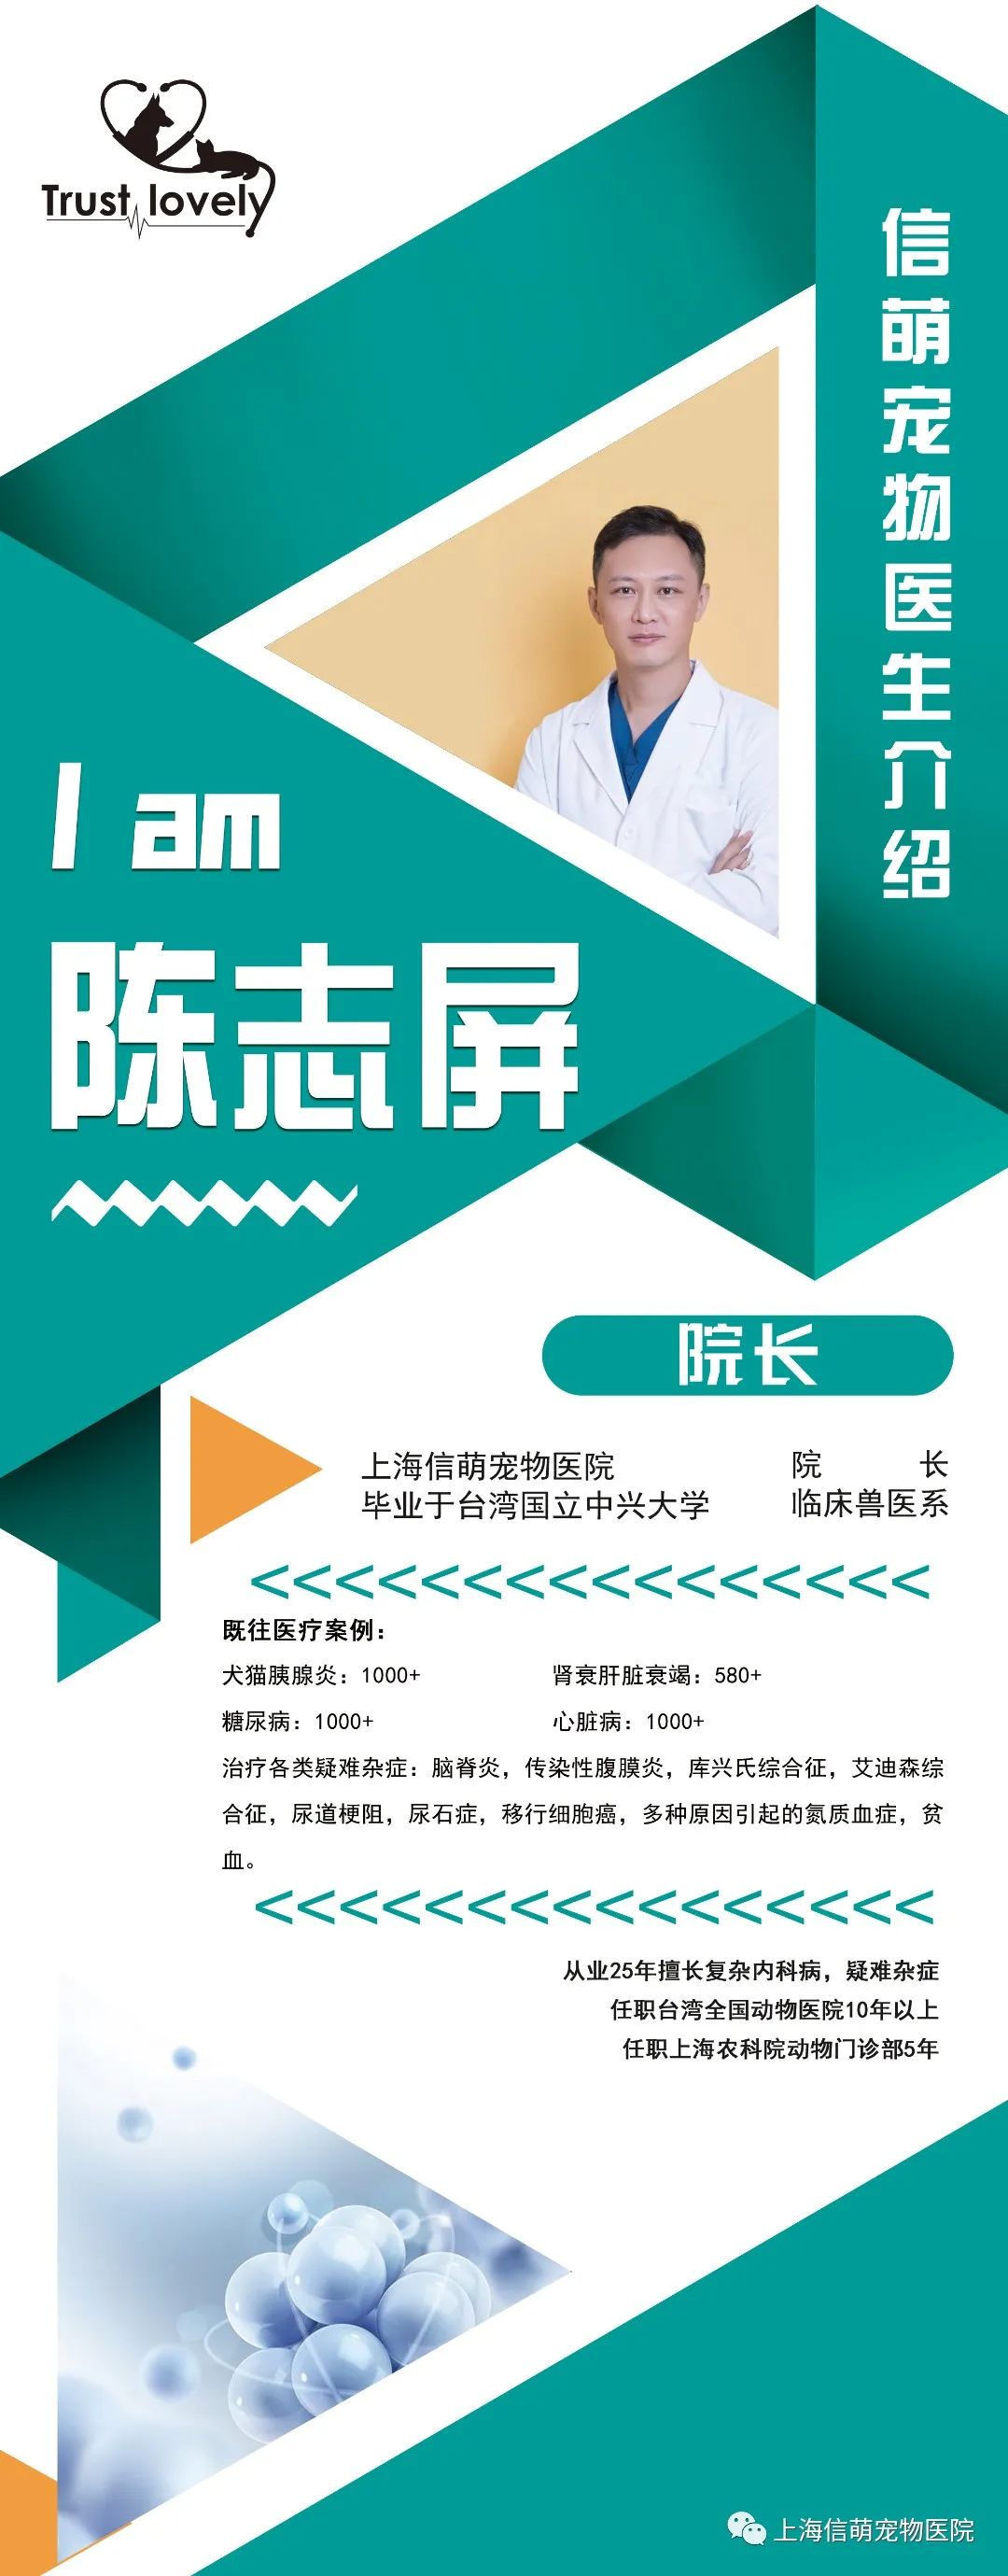 Trust lovely
信萌宠物医生介绍
I am
陈志屏
院长
上海信萌宠物医院 院 长
毕业于台湾国立中兴大学 临床兽医系
<<<<<<<<<<<<<<<<
既往医疗案例：
犬猫胰腺炎：1000+ 肾衰肝脏衰竭：580+
糖尿病：1000+ 心脏病：1000+
治疗各类疑难杂症：脑脊炎，传染性腹膜炎，库兴氏综合征，艾迪森综
合征，尿道梗阻，尿石症，移行细胞癌，多种原因引起的氮质血症，贫
血。
<<<<<<<<<<<<<<<<
从业25年擅长复杂内科病，疑难杂症
任职台湾全国动物医院10年以上
任职上海农科院动物门诊部5年
上海信萌宠物医院